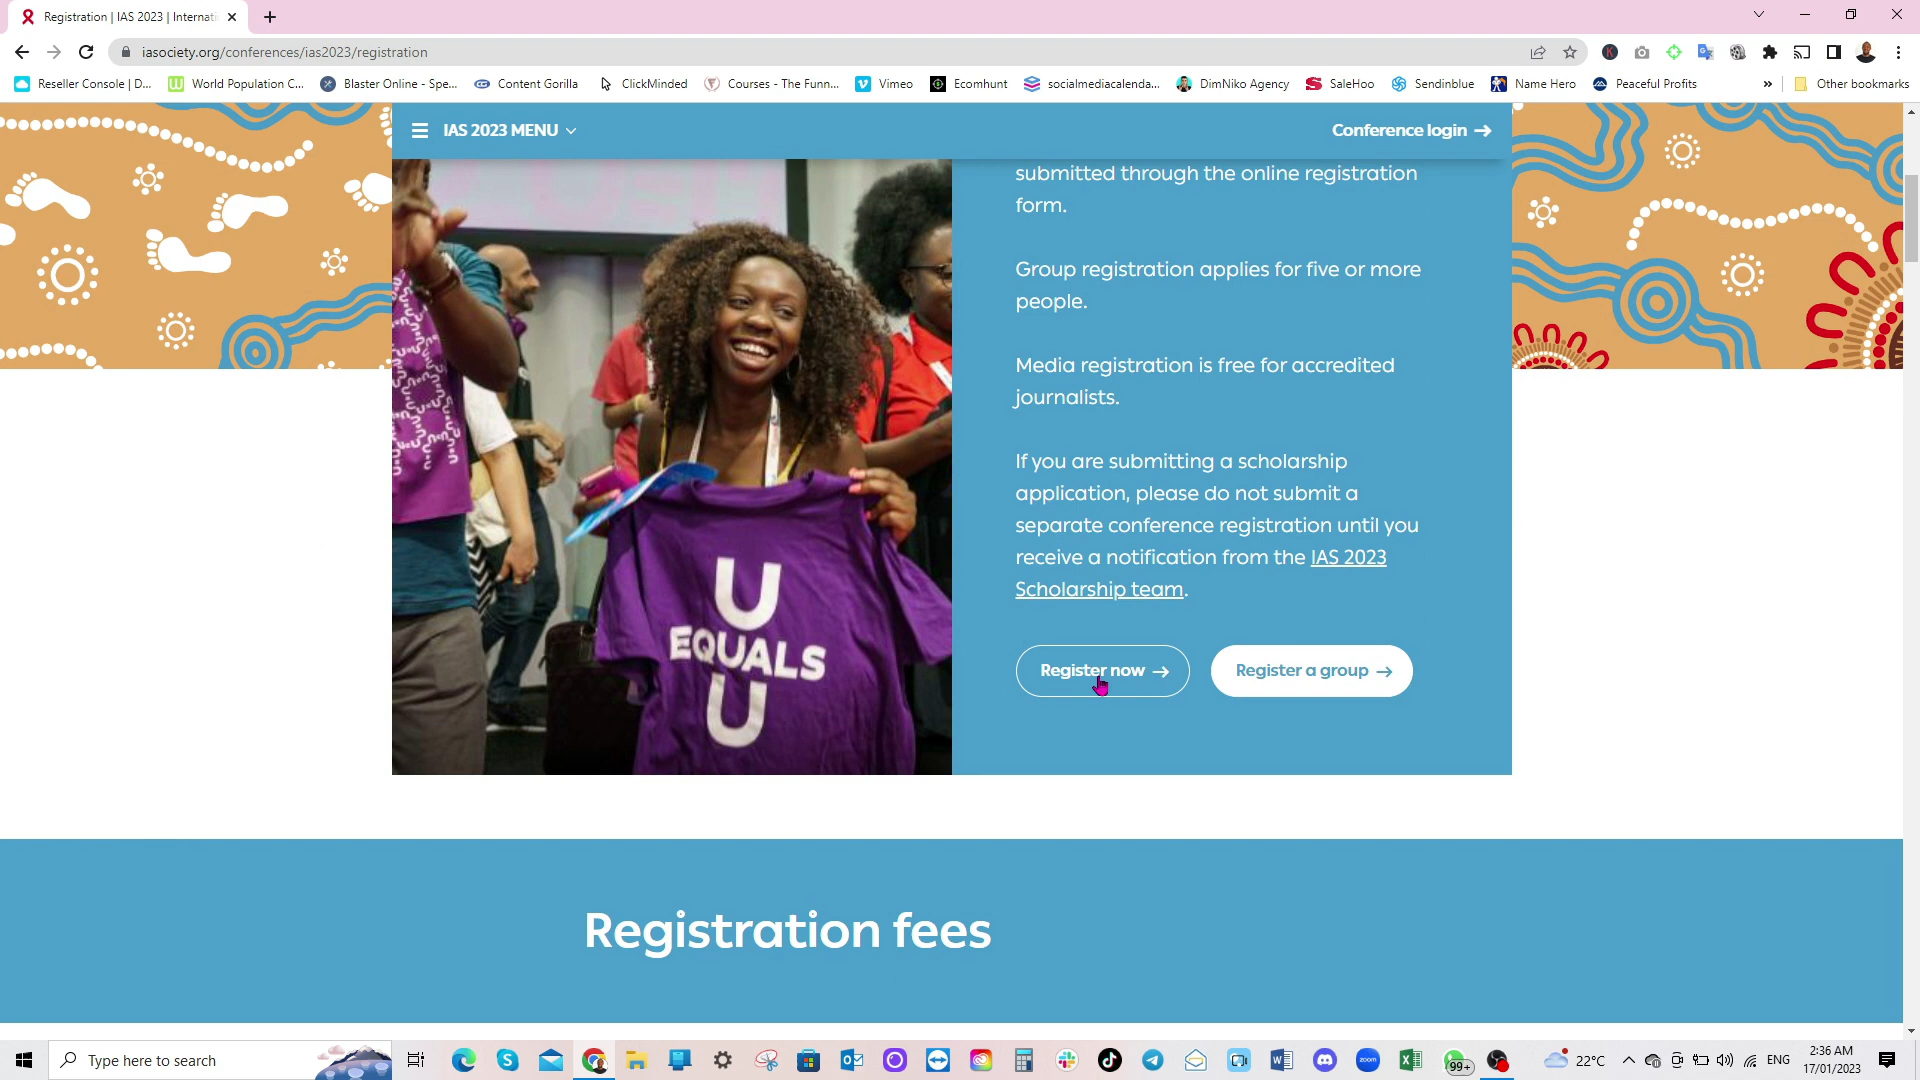 Registration | IAS 2023 | Internati
iasociety.org/conferences/ias2023/registration
Reseller Console | D...
World Population C...
Blaster Online - Spe...
Content Gorilla
ClickMinded
Courses - The Funn...
Vimeo
Ecomhunt
socialmediacalenda...
DimNiko Agency
SaleHoo
Sendinblue
Name Hero
Peaceful Profits
»
Other bookmarks
IAS 2023 MENU
Conference login →
submitted through the online registration
form.
Group registration applies for five or more
people.
Media registration is free for accredited
journalists.
If you are submitting a scholarship
application, please do not submit a
separate conference registration until you
receive a notification from the IAS 2023
Scholarship team.
Register now →
Register a group →
U
EQUALS
U
Registration fees
Type here to search
zoom
99+
22°C
ENG
2:36 AM
17/01/2023